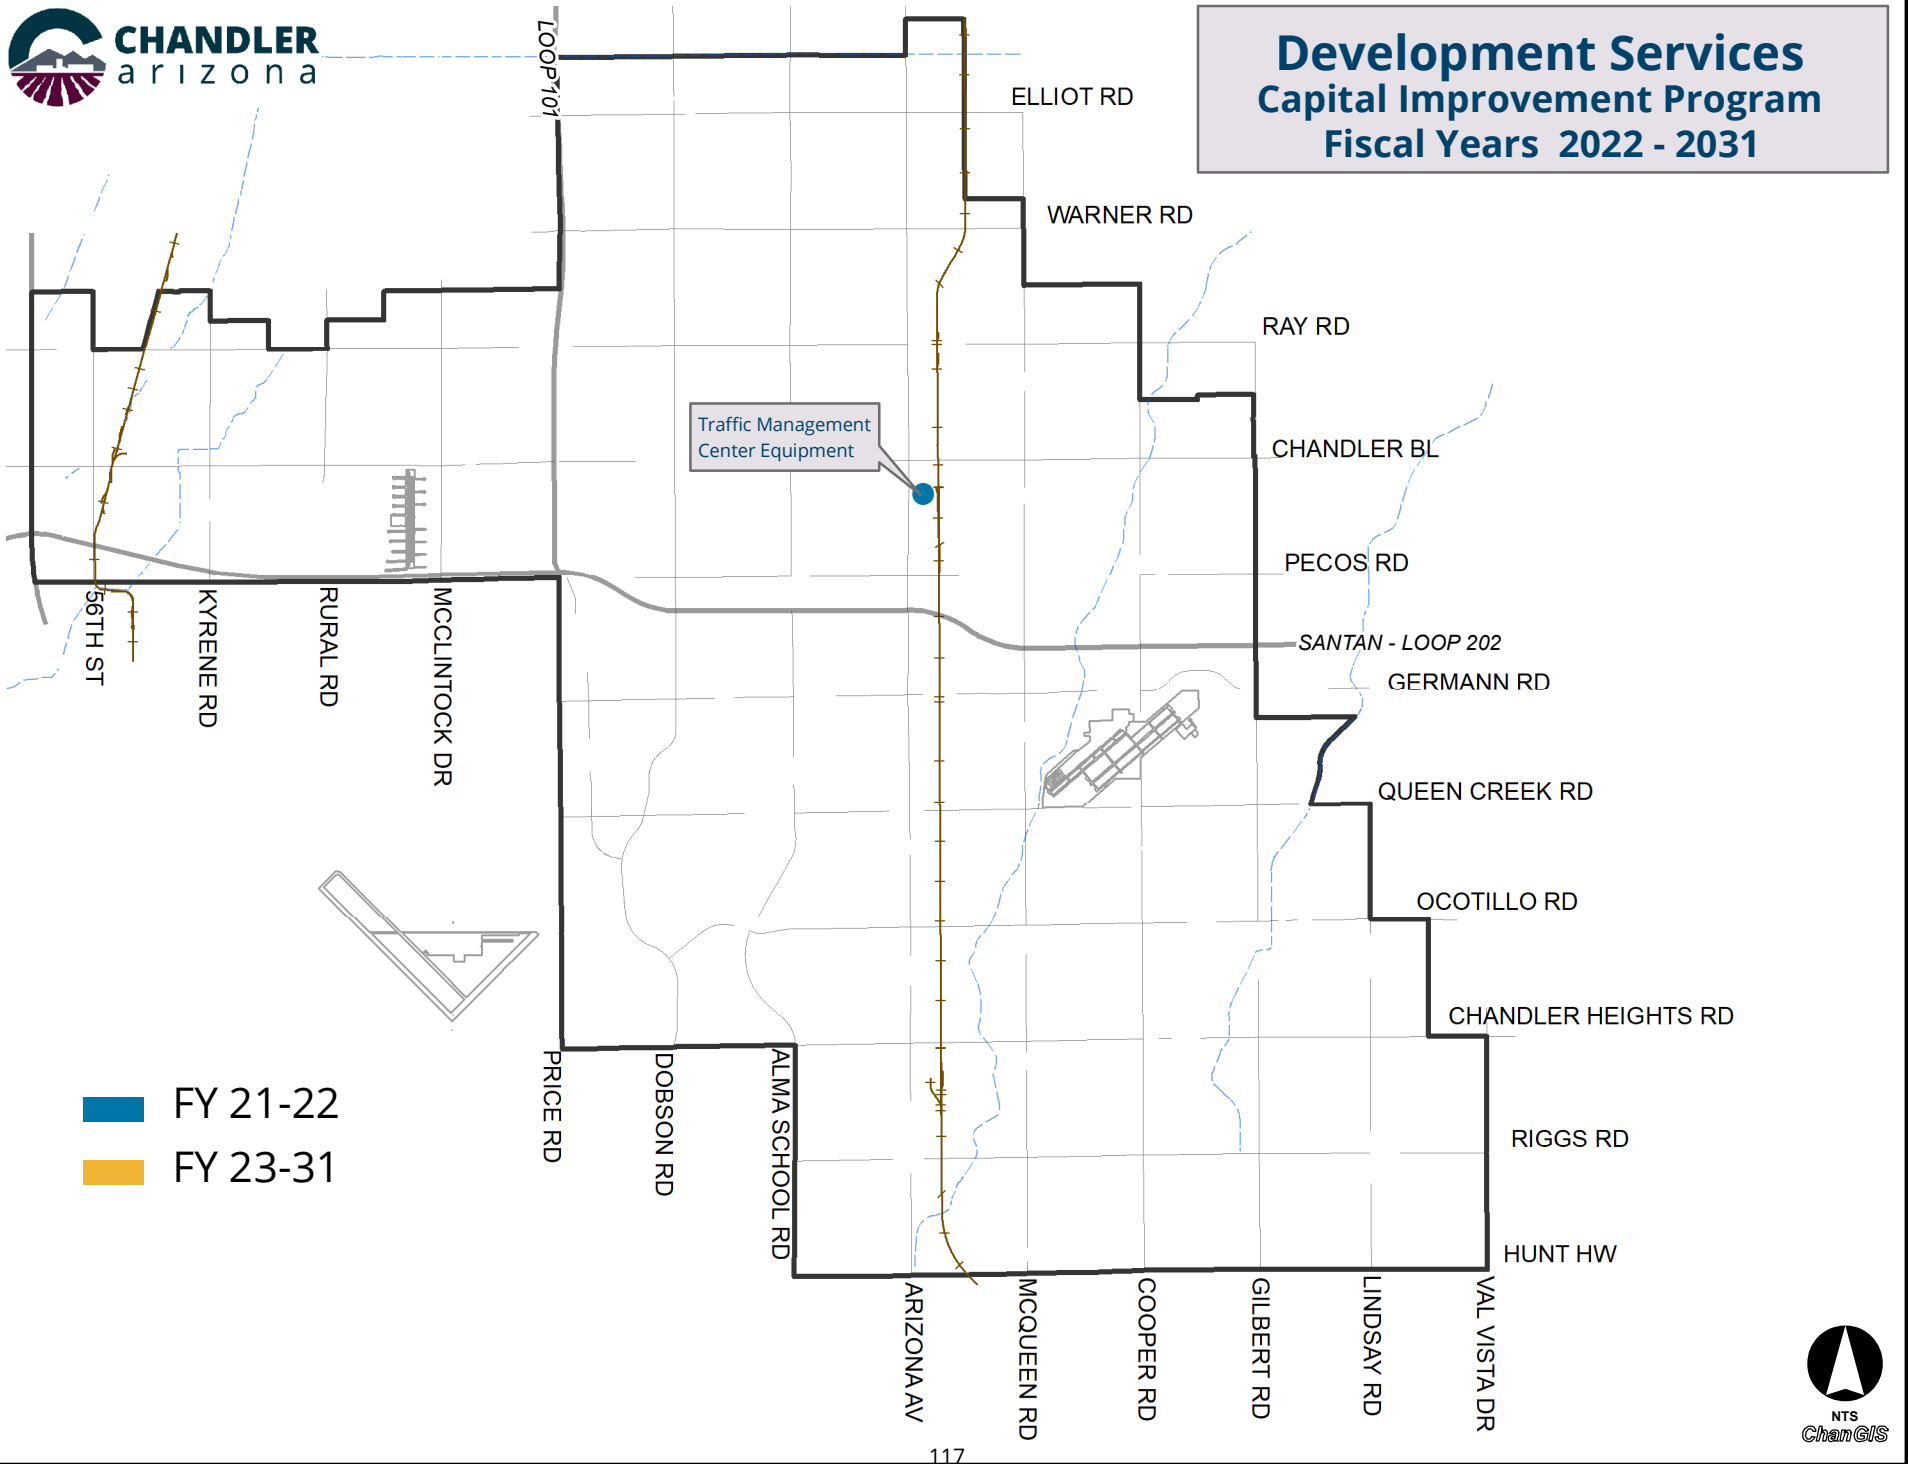 CHANDLER
arizona
Development Services
Capital Improvement Program
Fiscal Years 2022 - 2031
LOOP 101
ELLIOT RD
WARNER RD
RAY RD
Traffic Management
Center Equipment
CHANDLER BL
PECOS RD
SANTAN - LOOP 202
GERMANN RD
56TH ST
KYRENE RD
RURAL RD
MCCLINTOCK DR
QUEEN CREEK RD
OCOTILLO RD
CHANDLER HEIGHTS RD
PRICE RD
DOBSON RD
ALMA SCHOOL RD
FY 21-22
FY 23-31
RIGGS RD
HUNT HW
ARIZONA AV
MCQUEEN RD
COOPER RD
GILBERT RD
LINDSAY RD
VAL VISTA DR
NTS
ChanGIS
117